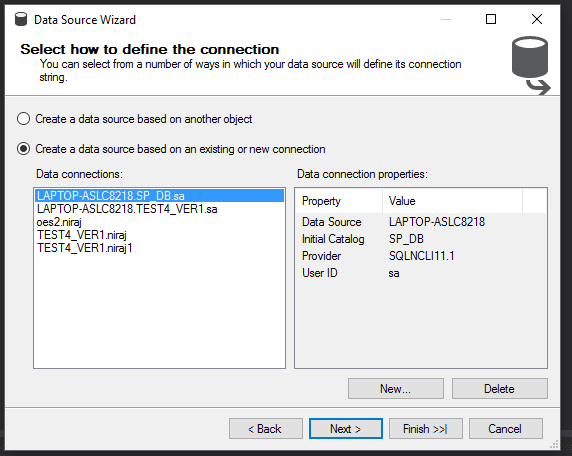 Data Source Wizard
Select how to define the connection
You can select from a number of ways in which your data source will define its connection
string.
Create a data source based on another object
Create a data source based on an existing or new connection
Data connections:
LAPTOP-ASLC8218.SP_DB.sa
LAPTOP-ASLC8218.TEST4_VER1.sa
oes2.niraj
TEST4_VER1.niraj
TEST4_VER1.niraj1
Data connection properties:
Property Value
Data Source LAPTOP-ASLC8218
Initial Catalog SP_DB
Provider SQLNCLI11.1
User ID sa
New... Delete
< Back Next > Finish >>| Cancel